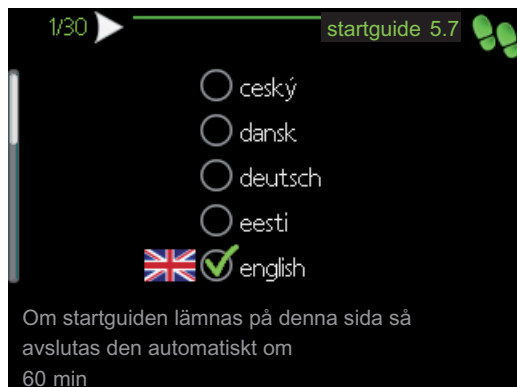 1/30 startguide 5.7
ceský
dansk
deutsch
eesti
english
Om startguiden lämnas på denna sida så
avslutas den automatiskt om
60 min